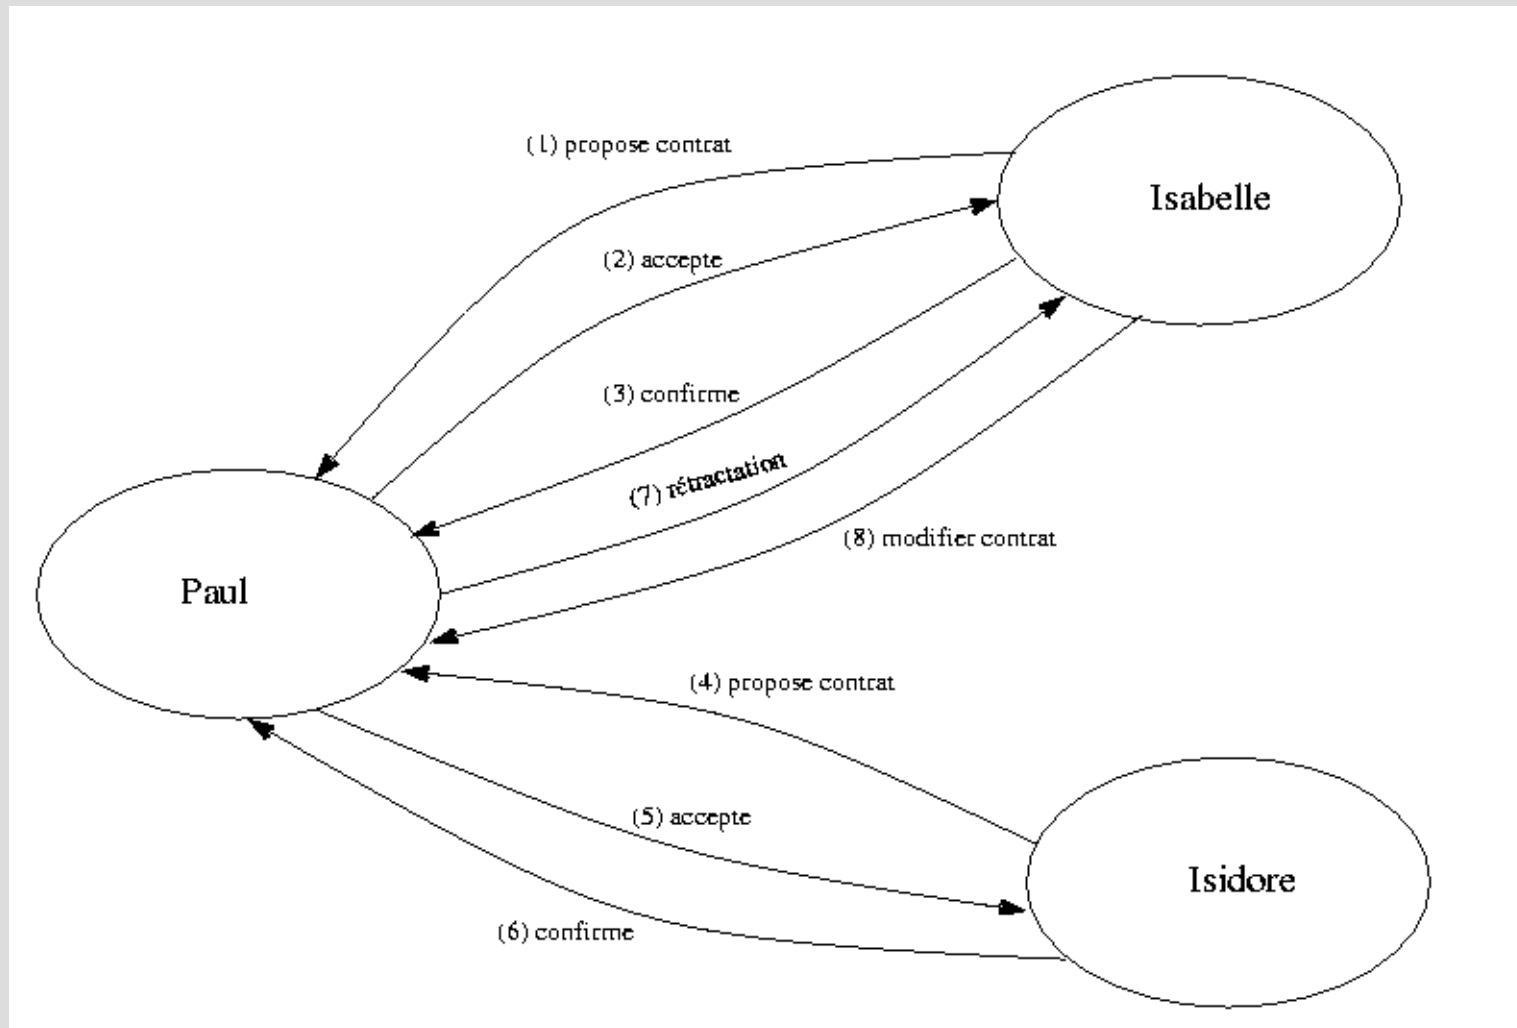 (1) propose contrat
Isabelle
(2) accepte
(3) confirme
(7) rétractation
(8) modifier contrat
Paul
(4) propose contrat
(5) accepte
Isidore
(6) confirme